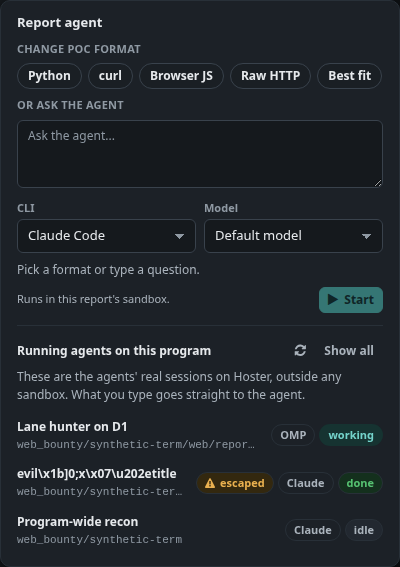 Report agent
CHANGE POC FORMAT
Python curl Browser JS Raw HTTP Best fit
OR ASK THE AGENT
Ask the agent...
CLI Model
Claude Code Default model
Pick a format or type a question.
Runs in this report's sandbox. Start
Running agents on this program Show all
These are the agents' real sessions on Hoster, outside any
sandbox. What you type goes straight to the agent.
Lane hunter on D1
web_bounty/synthetic-term/web/repor… OMP working
evil\x1b]0;x\x07\u202etitle
web_bounty/synthetic-ter… escaped Claude done
Program-wide recon
web_bounty/synthetic-term Claude idle